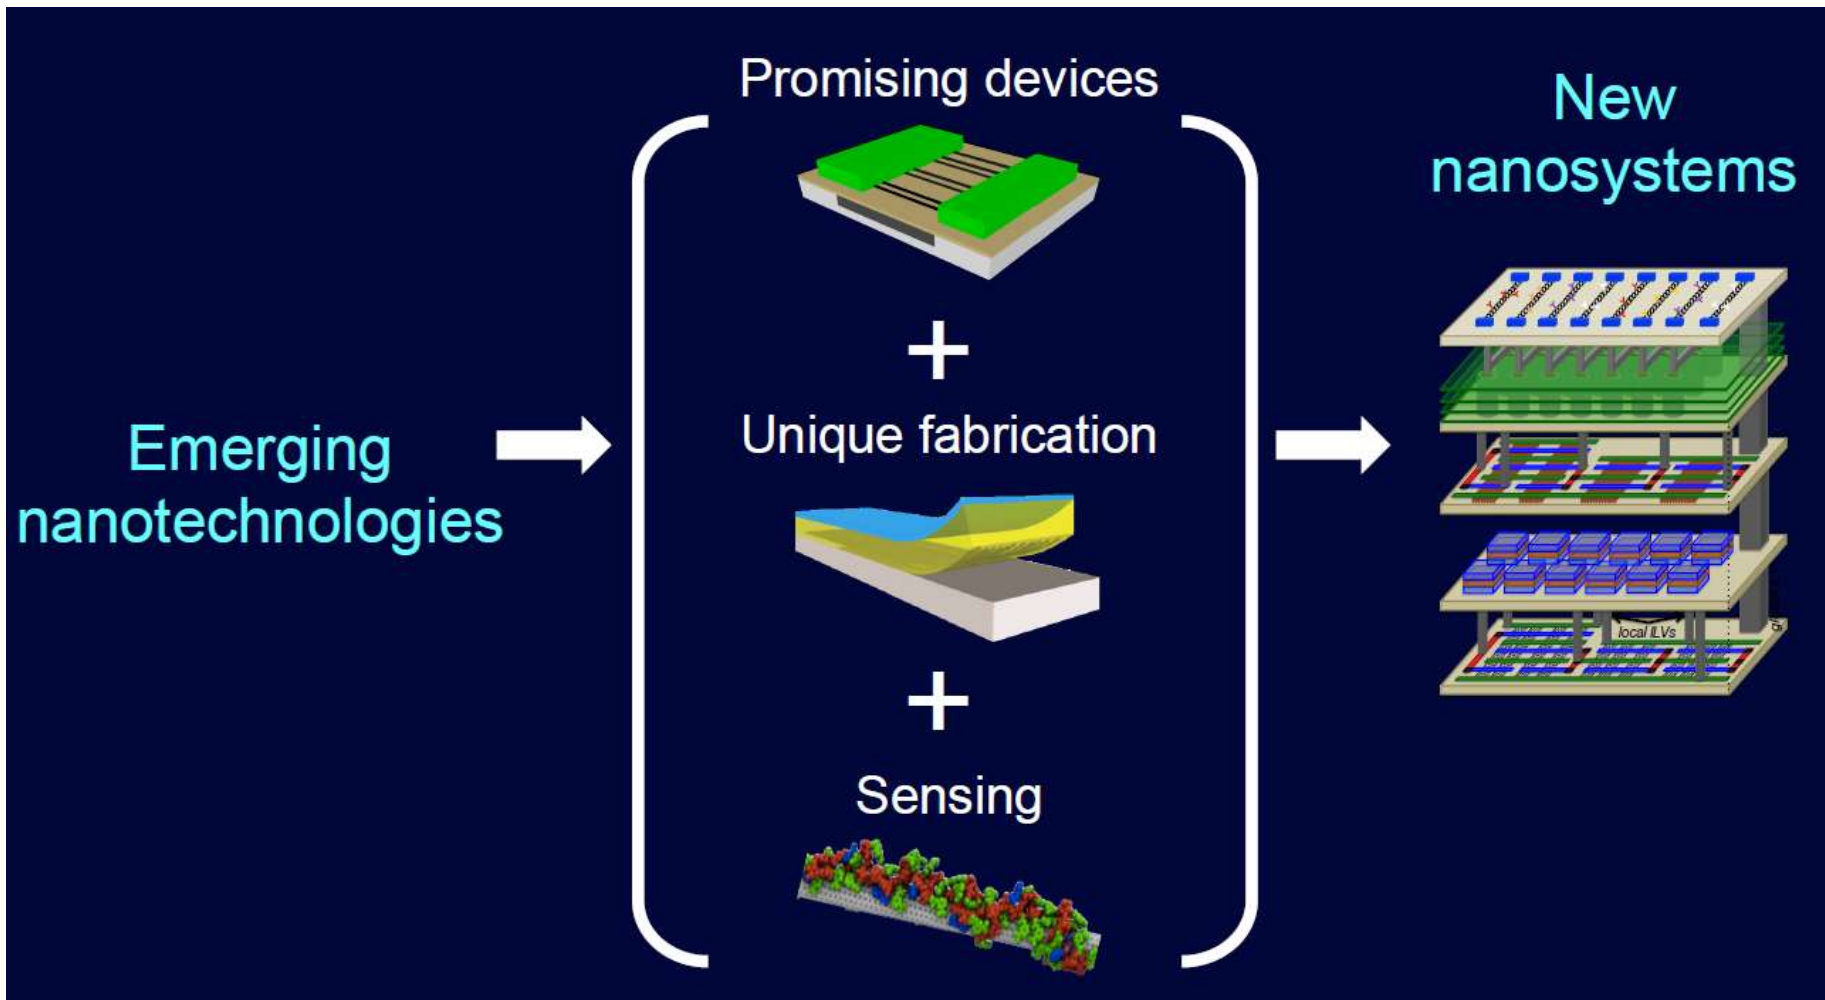 Emerging
nanotechnologies
Promising devices
+
Unique fabrication
+
Sensing
New
nanosystems
local ILVs